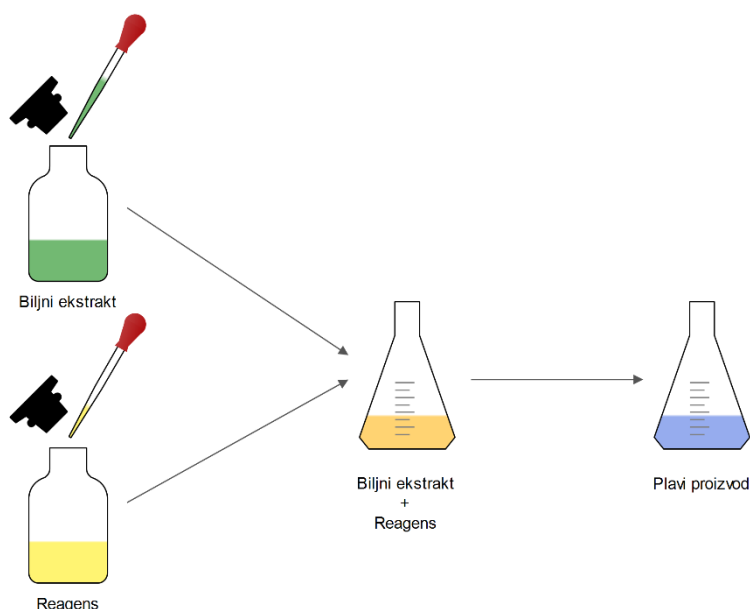 Biljni ekstrakt
Reagens
Biljni ekstrakt
+
Reagens
Plavi proizvod